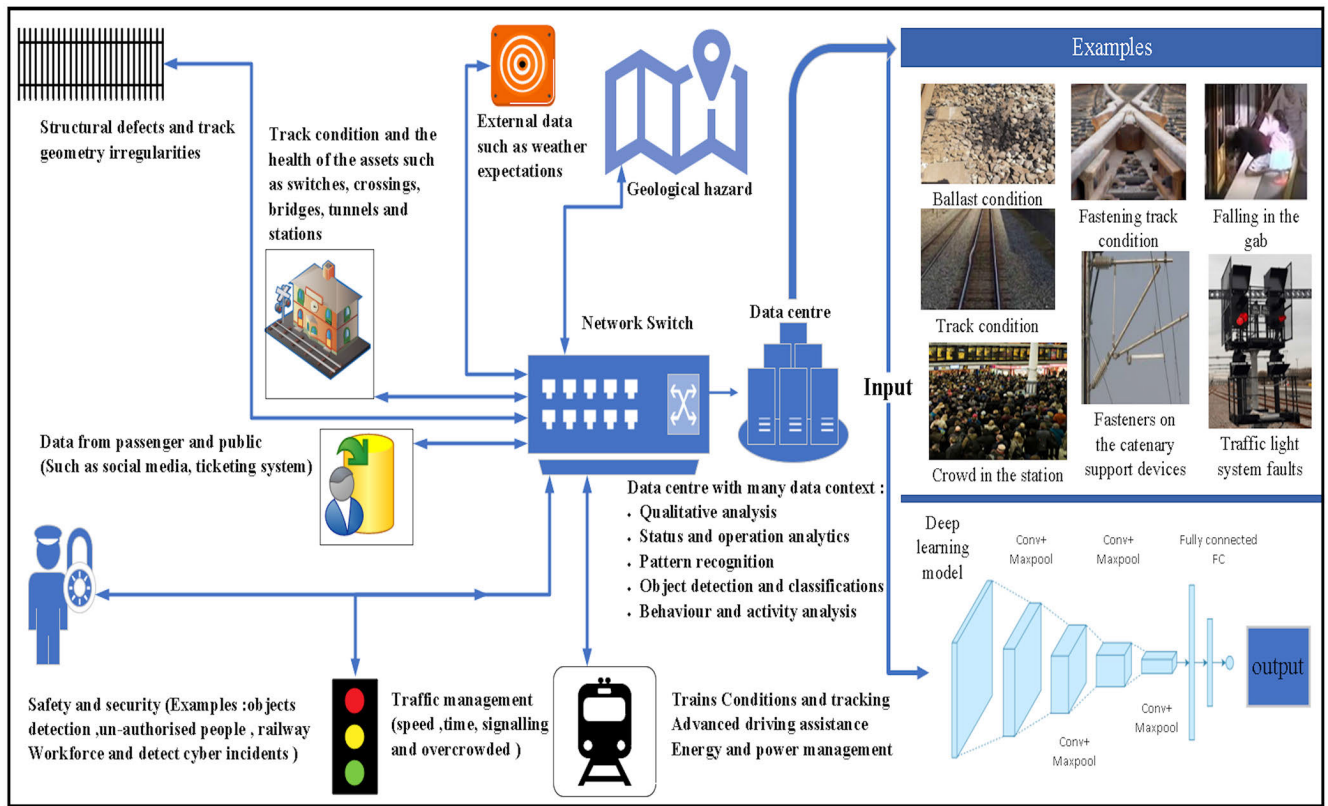 Structural defects and track
geometry irregularities
Track condition and the
health of the assets such
as switches, crossings,
bridges, tunnels and
stations
External data
such as weather
expectations
Geological hazard
Data from passenger and public
(Such as social media, ticketing system)
Network Switch
Data centre
Data centre with many data context :
• Qualitative analysis
• Status and operation analytics
• Pattern recognition
• Object detection and classifications
• Behaviour and activity analysis
Safety and security (Examples :objects
detection ,un-authorised people , railway
Workforce and detect cyber incidents )
Traffic management
(speed ,time, signalling
and overcrowded )
Trains Conditions and tracking
Advanced driving assistance
Energy and power management
Input
Examples
Ballast condition
Fastening track
condition
Falling in the
gab
Track condition
Crowd in the station
Fasteners on
the catenary
support devices
Traffic light
system faults
Deep
learning
model
Conv+
Maxpool
Conv+
Maxpool
Fully connected
FC
Conv+
Maxpool
Conv+
Maxpool
output